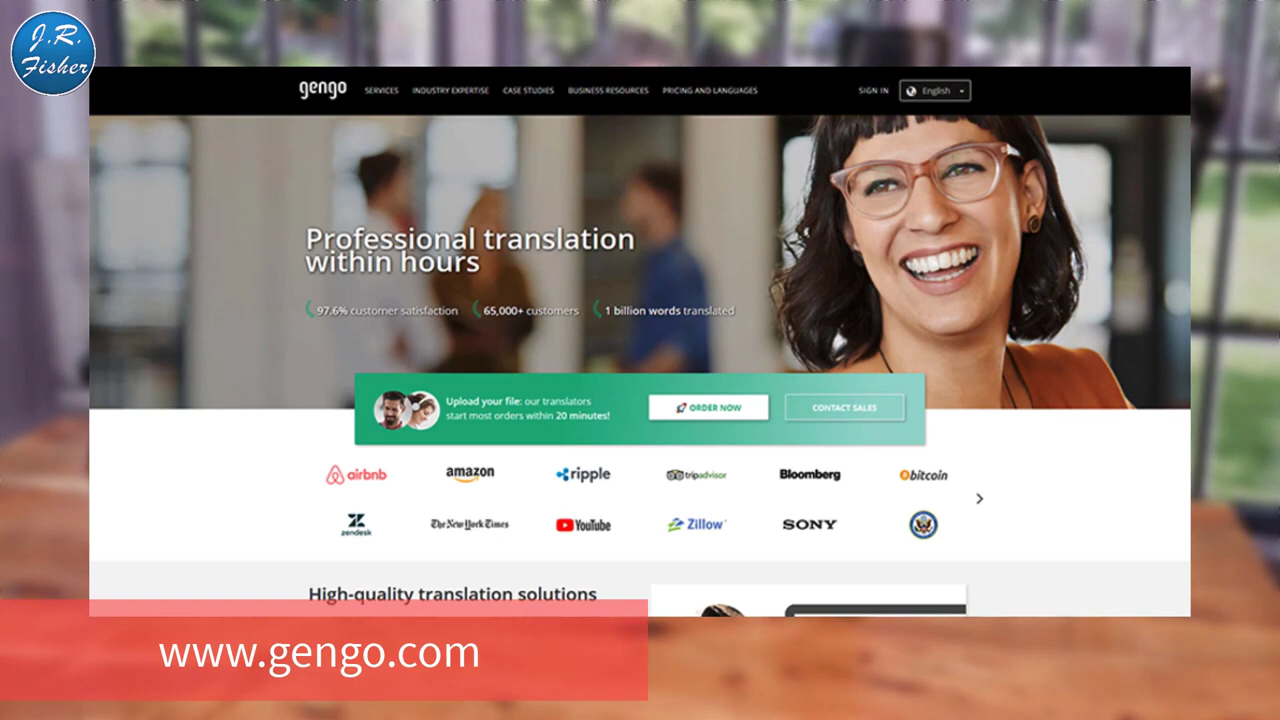 J.R.
Fisher
gengo
SERVICES
INDUSTRY EXPERTISE
CASE STUDIES
BUSINESS RESOURCES
PRICING AND LANGUAGES
SIGN IN
English
Professional translation
within hours
97.6% customer satisfaction
65,000+ customers
1 billion words translated
Upload your file: our translators
start most orders within 20 minutes!
ORDER NOW
CONTACT SALES
airbnb
amazon
ripple
tripadvisor
Bloomberg
bitcoin
zendesk
The New York Times
YouTube
Zillow
SONY
High-quality translation solutions
www.gengo.com